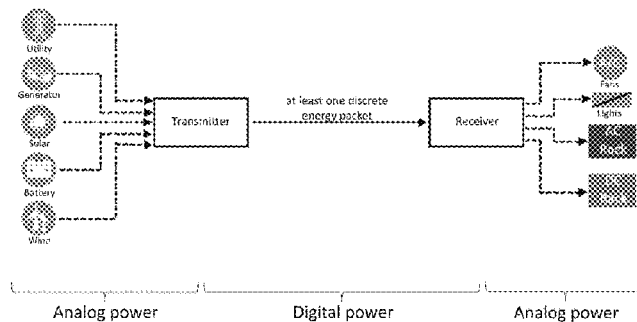 Utility
Generator
Solar
Battery
Wind
Transmitter
at least one discrete
energy packet
Receiver
Fans
Lights
Analog power
Digital power
Analog power